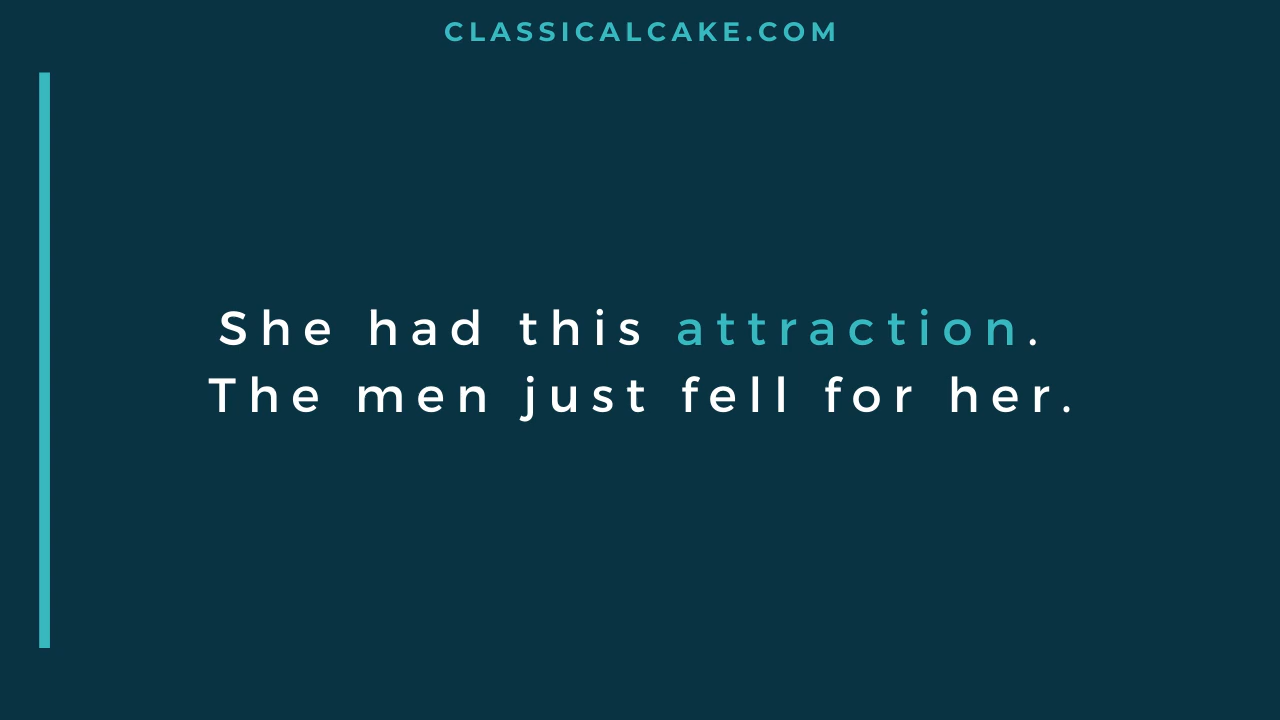 CLASSICALCAKE.COM
She had this attraction.
The men just fell for her.